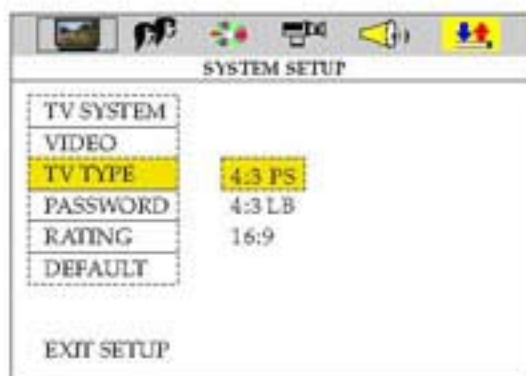 SYSTEM SETUP
TV SYSTEM
VIDEO
TV TYPE
4:3 PS
PASSWORD
4:3 LB
RATING
16:9
DEFAULT
EXIT SETUP